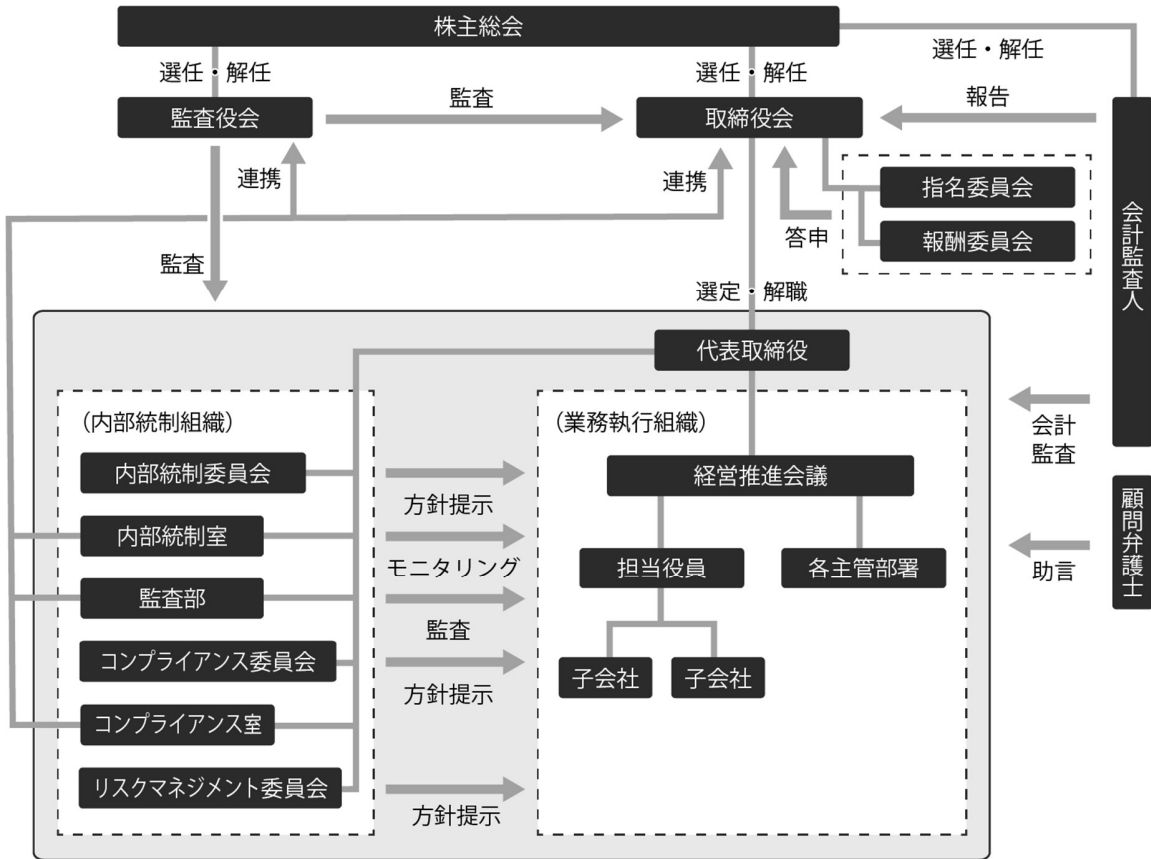 株主総会
選任・解任
選任・解任
選任・解任
監査役会
監査
取締役会
報告
連携
連携
指名委員会
報酬委員会
答申
会計監査人
監査
選定・解職
代表取締役
（内部統制組織）
（業務執行組織）
会計
監査
内部統制委員会
方針提示
経営推進会議
顧問弁護士
内部統制室
モニタリング
担当役員
各主管部署
助言
監査部
監査
コンプライアンス委員会
方針提示
子会社
子会社
コンプライアンス室
リスクマネジメント委員会
方針提示